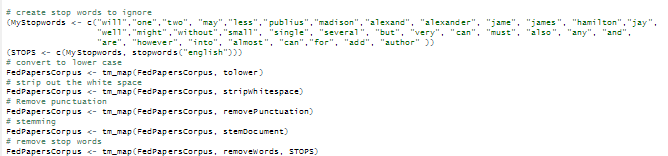 # create stop words to ignore
(MyStopwords <- c("will","one","two", "may","less","publius","madison","alexand", "alexander", "jame", "james", "hamilton","jay",
"well","might","without","small", "single", "several", "but", "very", "can", "must", "also", "any", "and",
"are", "however", "into", "almost", "can","for", "add", "author" ))
(STOPS <- c(MyStopwords, stopwords("english")))
# convert to lower case
FedPapersCorpus <- tm_map(FedPapersCorpus, tolower)
# strip out the white space
FedPapersCorpus <- tm_map(FedPapersCorpus, stripWhitespace)
# Remove punctuation
FedPapersCorpus <- tm_map(FedPapersCorpus, removePunctuation)
# stemming
FedPapersCorpus <- tm_map(FedPapersCorpus, stemDocument)
# remove stop words
FedPapersCorpus <- tm_map(FedPapersCorpus, removeWords, STOPS)